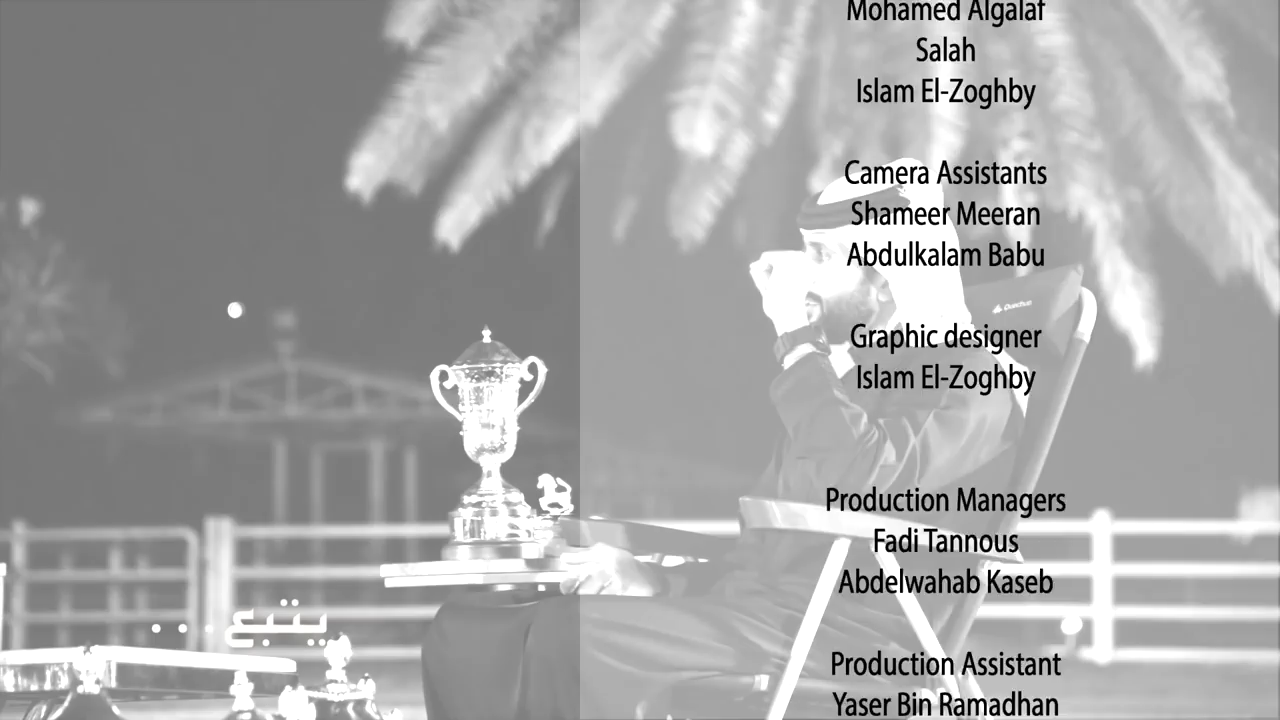 Mohamed Algalaf
Salah
Islam El-Zoghby
Camera Assistants
Shameer Meeran
Abdulkalam Babu
Quechua
Graphic designer
Islam El-Zoghby
Production Managers
Fadi Tannous
Abdelwahab Kaseb
يتبع...
Production Assistant
Yaser Bin Ramadhan